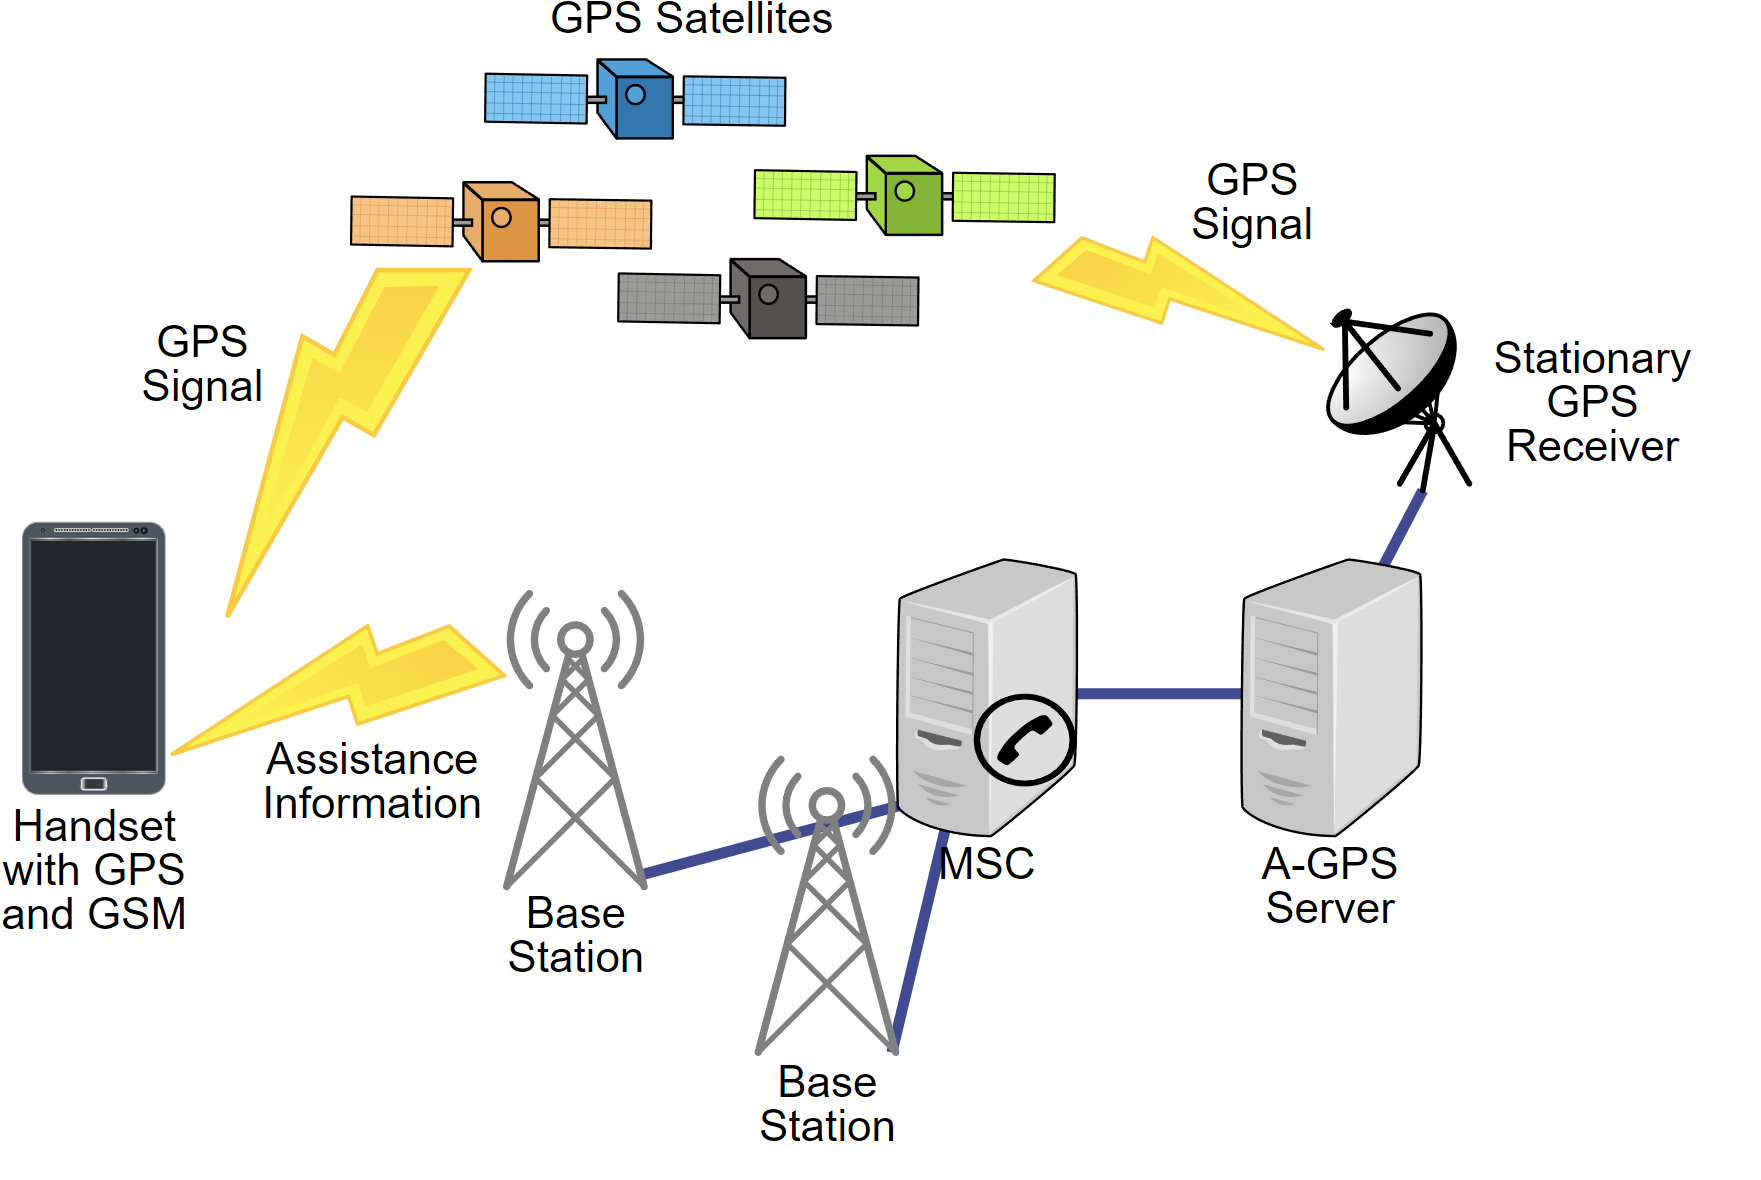 GPS Satellites
GPS
Signal
GPS
Signal
Stationary
GPS
Receiver
Assistance
Information
Handset
with GPS
and GSM
MSC
A-GPS
Server
Base
Station
Base
Station